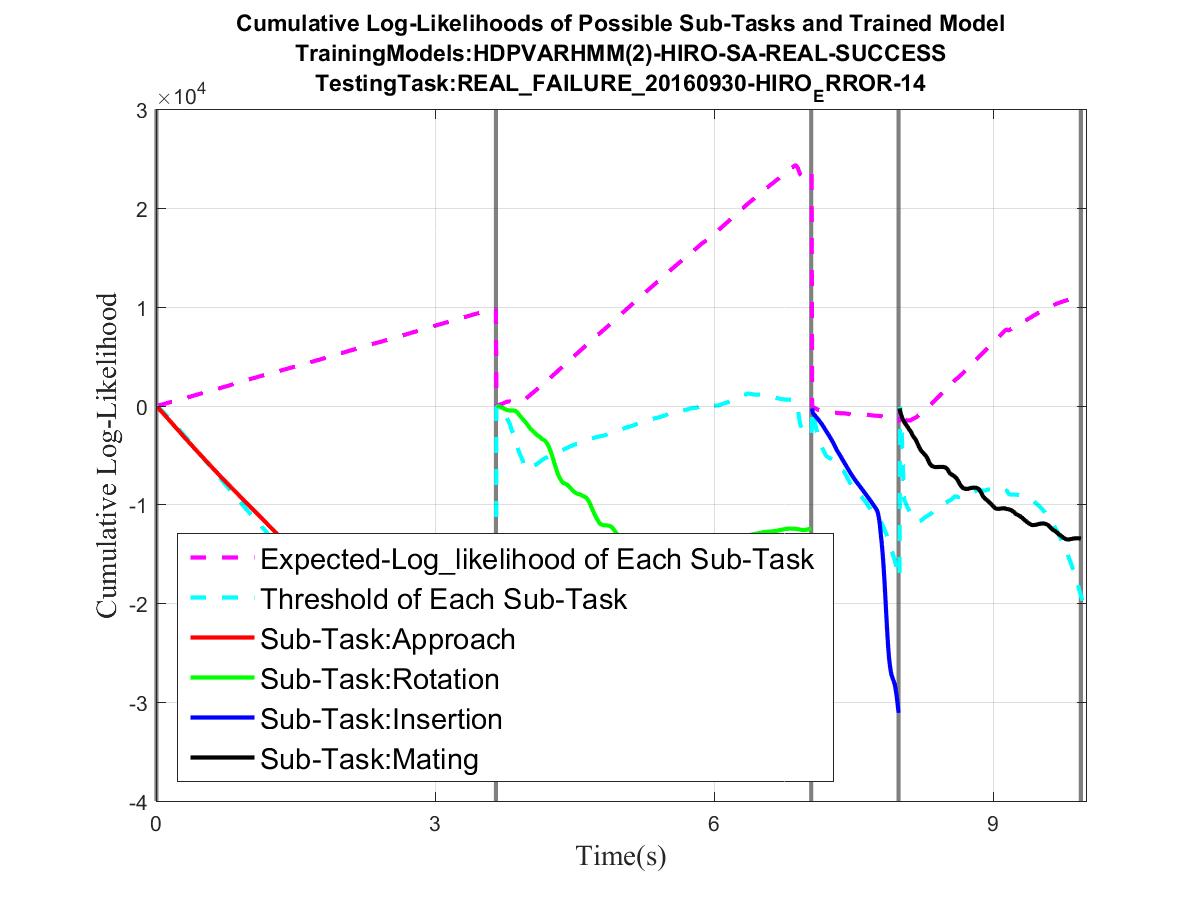 Cumulative Log-Likelihoods of Possible Sub-Tasks and Trained Model
TrainingModels:HDPVARHMM(2)-HIRO-SA-REAL-SUCCESS
TestingTask:REAL_FAILURE_20160930-HIROERROR-14
×10⁴
3
2
1
0
-1
-2
-3
-4
Cumulative Log-Likelihood
Expected-Log_likelihood of Each Sub-Task
Threshold of Each Sub-Task
Sub-Task:Approach
Sub-Task:Rotation
Sub-Task:Insertion
Sub-Task:Mating
0 3 6 9
Time(s)